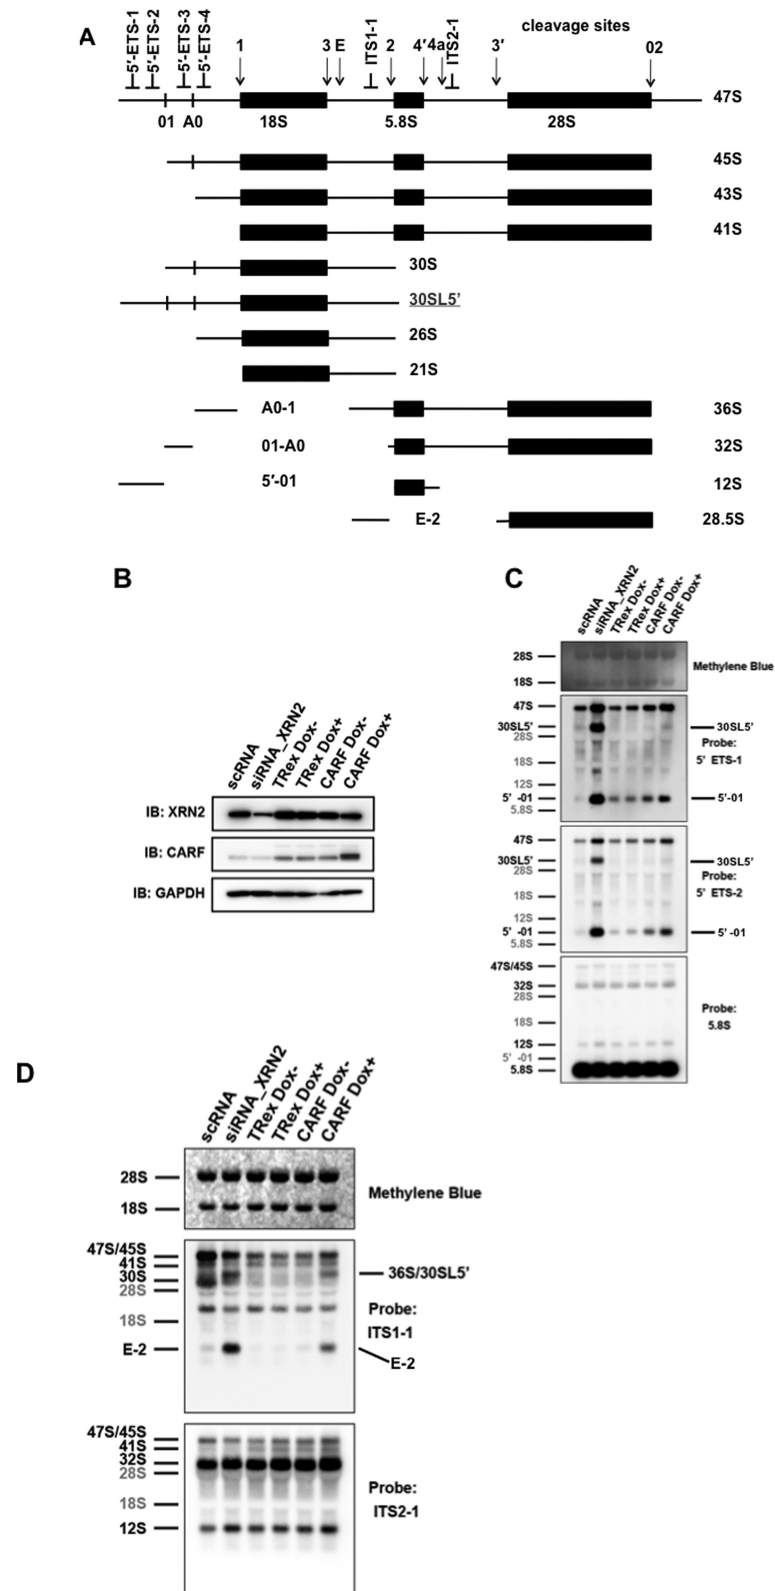 A
5′-ETS-1
5′-ETS-2
5′-ETS-3
5′-ETS-4
1
3
E
ITS1-1
2
4′
4a
ITS2-1
3′
cleavage sites
02
47S
01
A0
18S
5.8S
28S
45S
43S
41S
30S
30SL5'
26S
21S
A0-1
36S
01-A0
32S
5′-01
12S
E-2
28.5S
B
scRNA
siRNA_XRN2
TRex Dox-
TRex Dox+
CARF Dox-
CARF Dox+
IB: XRN2
IB: CARF
IB: GAPDH
C
scRNA
siRNA_XRN2
TRex Dox-
TRex Dox+
CARF Dox-
CARF Dox+
28S
18S
Methylene Blue
47S
30SL5'
28S
18S
12S
5' -01
5.8S
30SL5'
Probe:
5' ETS-1
5'-01
47S
30SL5'
28S
18S
12S
5' -01
5.8S
30SL5'
Probe:
5' ETS-2
5' -01
47S/45S
32S
28S
18S
12S
5' -01
5.8S
Probe:
5.8S
D
scRNA
siRNA_XRN2
TRex Dox-
TRex Dox+
CARF Dox-
CARF Dox+
28S
18S
Methylene Blue
47S/45S
41S
30S
28S
18S
E-2
36S/30SL5'
Probe:
ITS1-1
E-2
47S/45S
41S
32S
28S
18S
12S
Probe:
ITS2-1